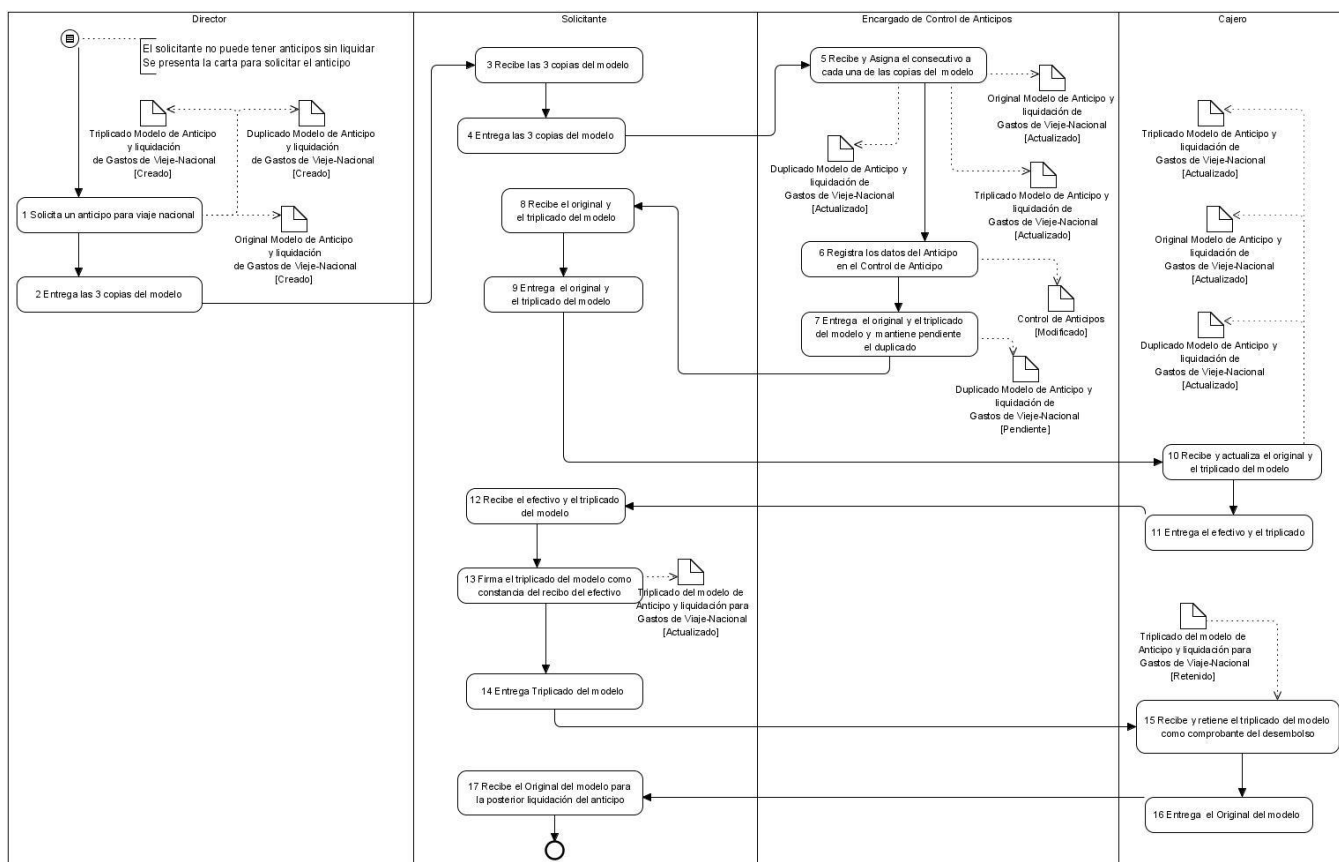 Director
Solicitante
Encargado de Control de Anticipos
Cajero
El solicitante no puede tener anticipos sin liquidar
Se presenta la carta para solicitar el anticipo
Triplicado Modelo de Anticipo
y liquidación
de Gastos de Vieje-Nacional
[Creado]
Duplicado Modelo de Anticipo
y liquidación
de Gastos de Vieje-Nacional
[Creado]
1 Solicita un anticipo para viaje nacional
Original Modelo de Anticipo
y liquidación
de Gastos de Vieje-Nacional
[Creado]
2 Entrega las 3 copias del modelo
3 Recibe las 3 copias del modelo
4 Entrega las 3 copias del modelo
5 Recibe y Asigna el consecutivo a
cada una de las copias del modelo
Original Modelo de Anticipo y
liquidación de
Gastos de Vieje-Nacional
[Actualizado]
Duplicado Modelo de Anticipo y
liquidación de
Gastos de Vieje-Nacional
[Actualizado]
Triplicado Modelo de Anticipo y
liquidación de
Gastos de Vieje-Nacional
[Actualizado]
6 Registra los datos del Anticipo
en el Control de Anticipo
Control de Anticipos
[Modificado]
7 Entrega el original y el triplicado
del modelo y mantiene pendiente
el duplicado
Duplicado Modelo de Anticipo y
liquidación de
Gastos de Vieje-Nacional
[Pendiente]
8 Recibe el original y
el triplicado del modelo
9 Entrega el original y
el triplicado del modelo
Triplicado Modelo de Anticipo y
liquidación de
Gastos de Vieje-Nacional
[Actualizado]
Original Modelo de Anticipo y
liquidación de
Gastos de Vieje-Nacional
[Actualizado]
Duplicado Modelo de Anticipo y
liquidación de
Gastos de Vieje-Nacional
[Actualizado]
10 Recibe y actualiza el original y
el triplicado del modelo
11 Entrega el efectivo y el triplicado
12 Recibe el efectivo y el triplicado
del modelo
13 Firma el triplicado del modelo como
constancia del recibo del efectivo
Triplicado del modelo de
Anticipo y liquidación para
Gastos de Viaje-Nacional
[Actualizado]
14 Entrega Triplicado del modelo
Triplicado del modelo de
Anticipo y liquidación para
Gastos de Viaje-Nacional
[Retenido]
15 Recibe y retiene el triplicado del modelo
como comprobante del desembolso
16 Entrega el Original del modelo
17 Recibe el Original del modelo para
la posterior liquidación del anticipo